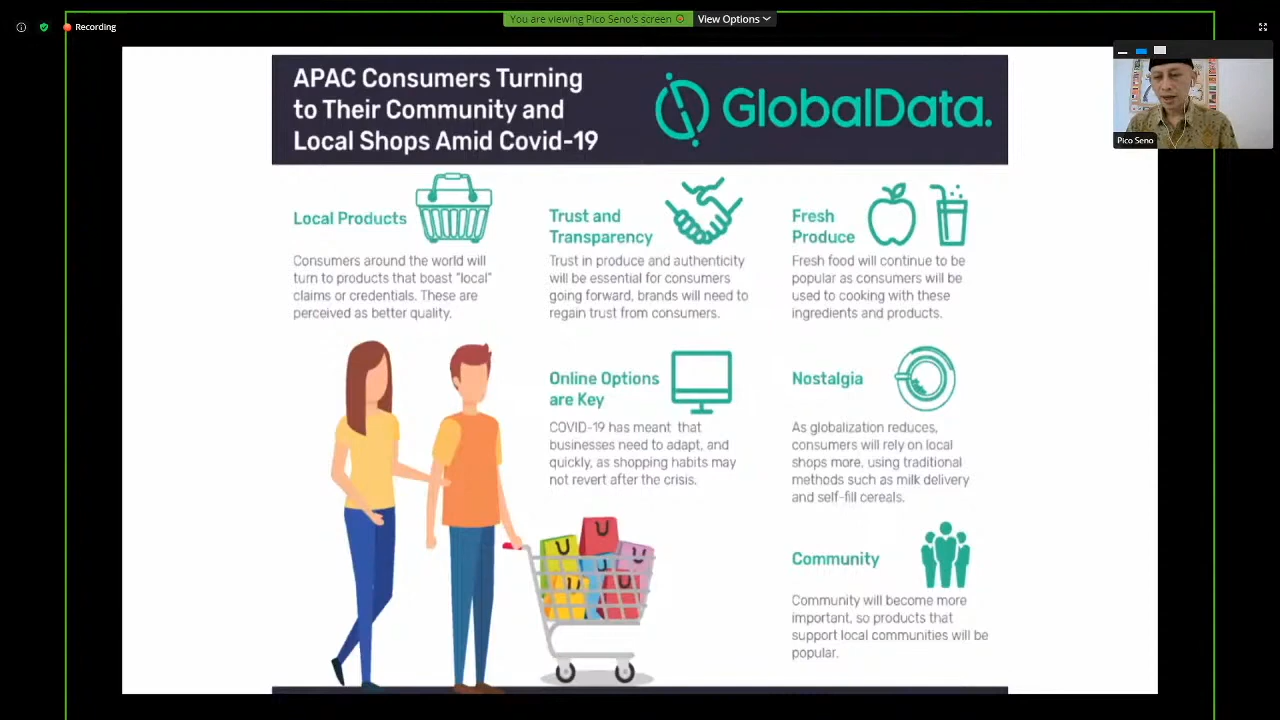 You are viewing Pico Seno's screen
View Options
Recording
Pico Seno
APAC Consumers Turning
to Their Community and
Local Shops Amid Covid-19
GlobalData.
Local Products
Consumers around the world will
turn to products that boast "local"
claims or credentials. These are
perceived as better quality.
Trust and
Transparency
Trust in produce and authenticity
will be essential for consumers
going forward, brands will need to
regain trust from consumers.
Fresh
Produce
Fresh food will continue to be
popular as consumers will be
used to cooking with these
ingredients and products.
Online Options
are Key
COVID-19 has meant that
businesses need to adapt, and
quickly, as shopping habits may
not revert after the crisis.
Nostalgia
As globalization reduces,
consumers will rely on local
shops more, using traditional
methods such as milk delivery
and self-fill cereals.
Community
Community will become more
important, so products that
support local communities will be
popular.